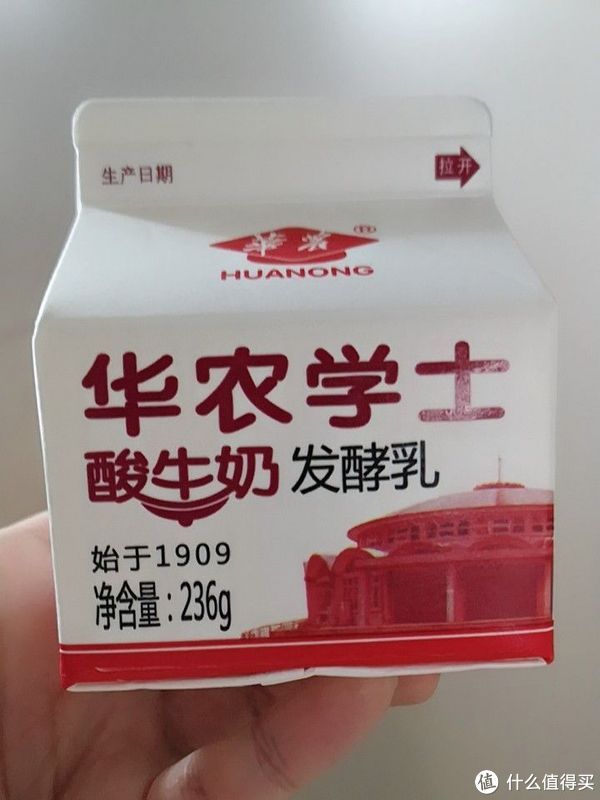 生产日期
拉开
华农®
HUANONG
华农学士
酸牛奶 发酵乳
始于1909
净含量:236g
值 什么值得买